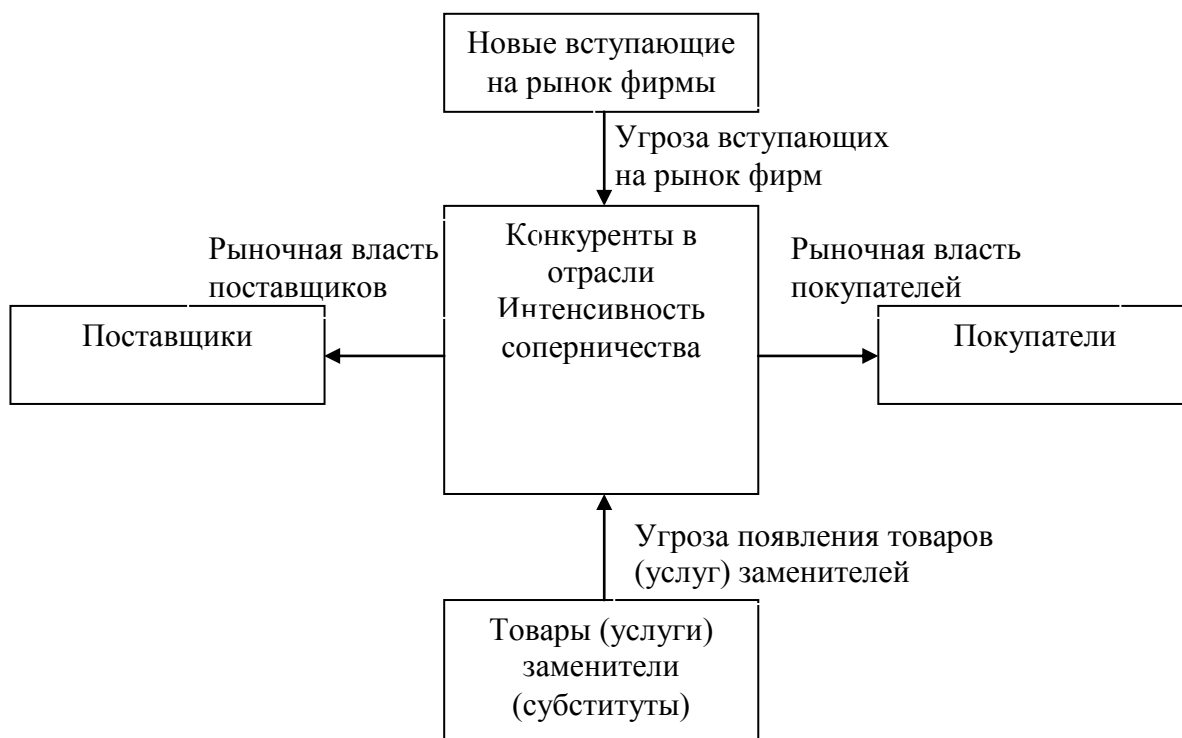 Новые вступающие
на рынок фирмы
Угроза вступающих
на рынок фирм
Рыночная власть
поставщиков
Конкуренты в
отрасли
Интенсивность
соперничества
Рыночная власть
покупателей
Поставщики
Покупатели
Угроза появления товаров
(услуг) заменителей
Товары (услуги)
заменители
(субституты)